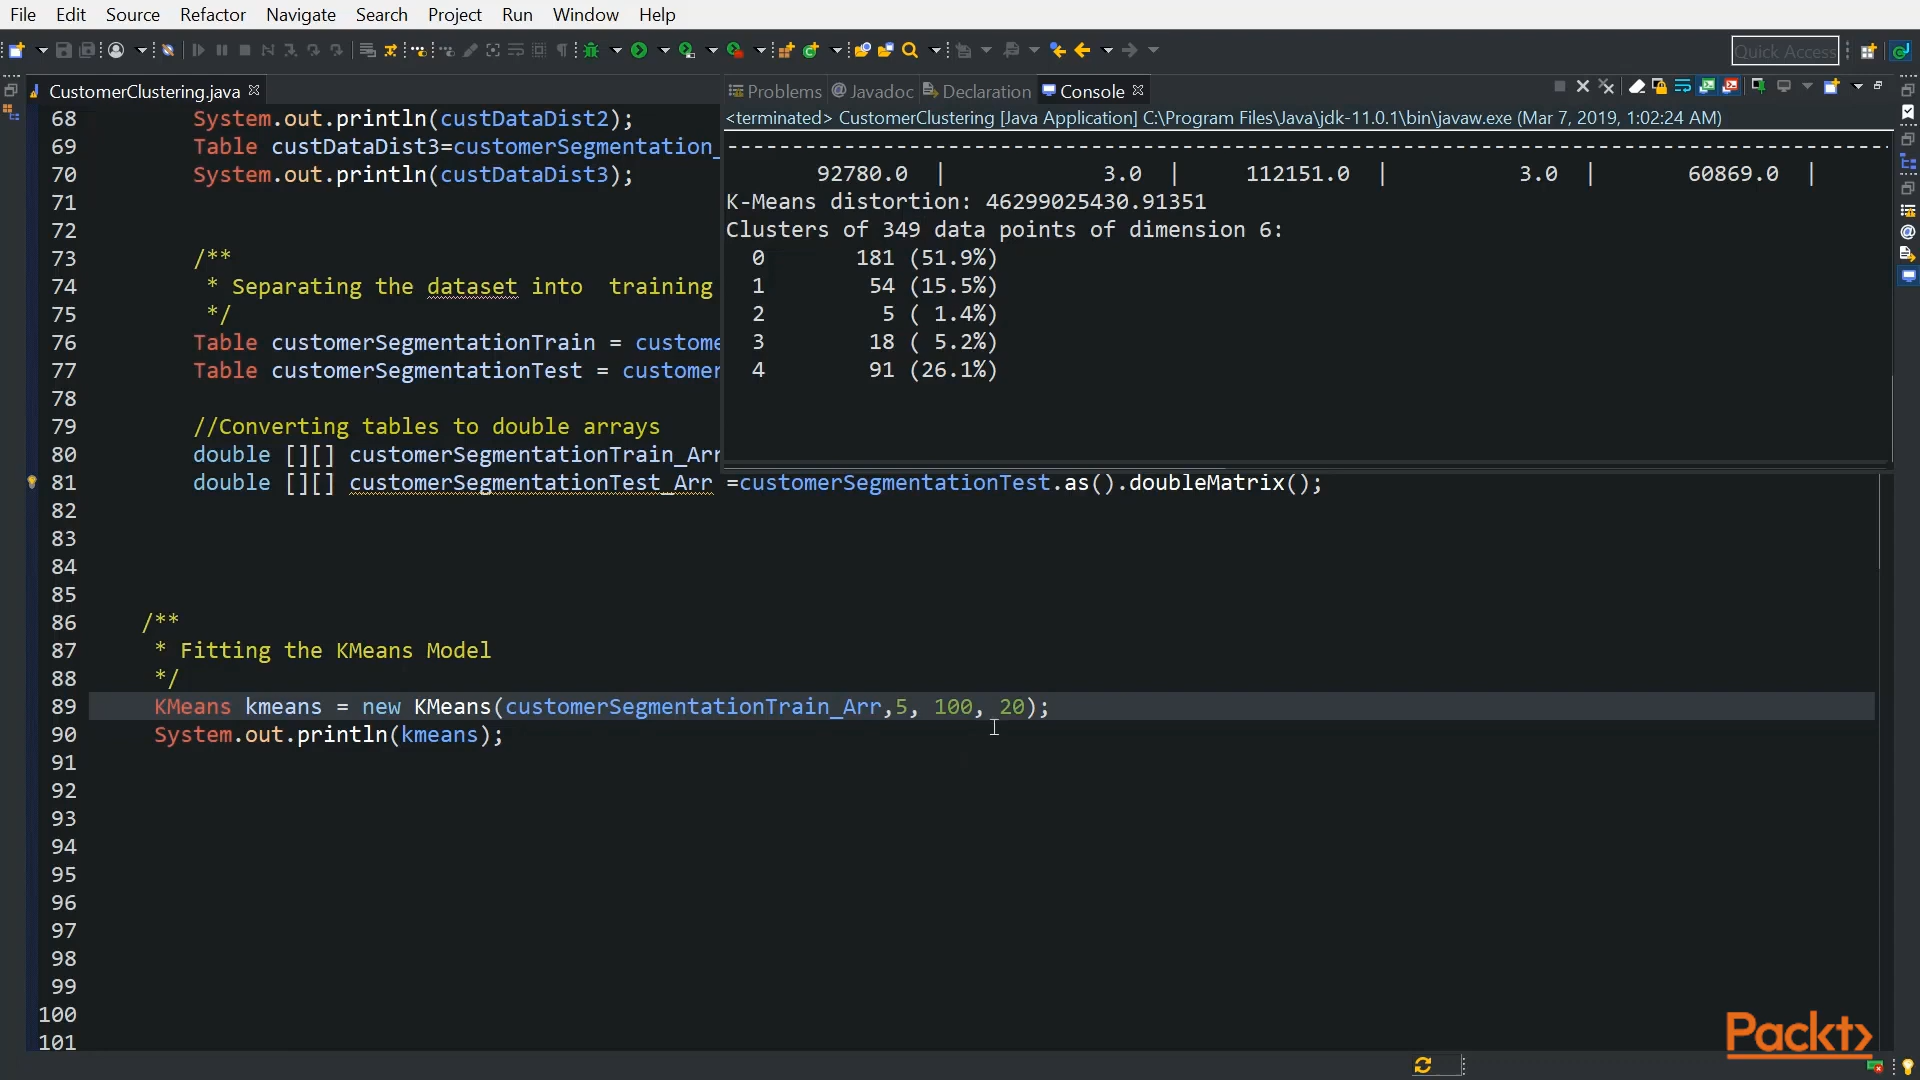 File Edit Source Refactor Navigate Search Project Run Window Help
Quick Access
CustomerClustering.java
Problems @ Javadoc Declaration Console
<terminated> CustomerClustering [Java Application] C:\Program Files\Java\jdk-11.0.1\bin\javaw.exe (Mar 7, 2019, 1:02:24 AM)
92780.0 | 3.0 | 112151.0 | 3.0 | 60869.0 |
K-Means distortion: 46299025430.91351
Clusters of 349 data points of dimension 6:
0 181 (51.9%)
1 54 (15.5%)
2 5 ( 1.4%)
3 18 ( 5.2%)
4 91 (26.1%)
68 System.out.println(custDataDist2);
69 Table custDataDist3=customerSegmentation_
70 System.out.println(custDataDist3);
71
72
73 /**
74 * Separating the dataset into training
75 */
76 Table customerSegmentationTrain = custome
77 Table customerSegmentationTest = customer
78
79 //Converting tables to double arrays
80 double [][] customerSegmentationTrain_Arr
81 double [][] customerSegmentationTest_Arr =customerSegmentationTest.as().doubleMatrix();
82
83
84
85
86 /**
87 * Fitting the KMeans Model
88 */
89 KMeans kmeans = new KMeans(customerSegmentationTrain_Arr,5, 100, 20);
90 System.out.println(kmeans);
91
92
93
94
95
96
97
98
99
100
101
Packt>